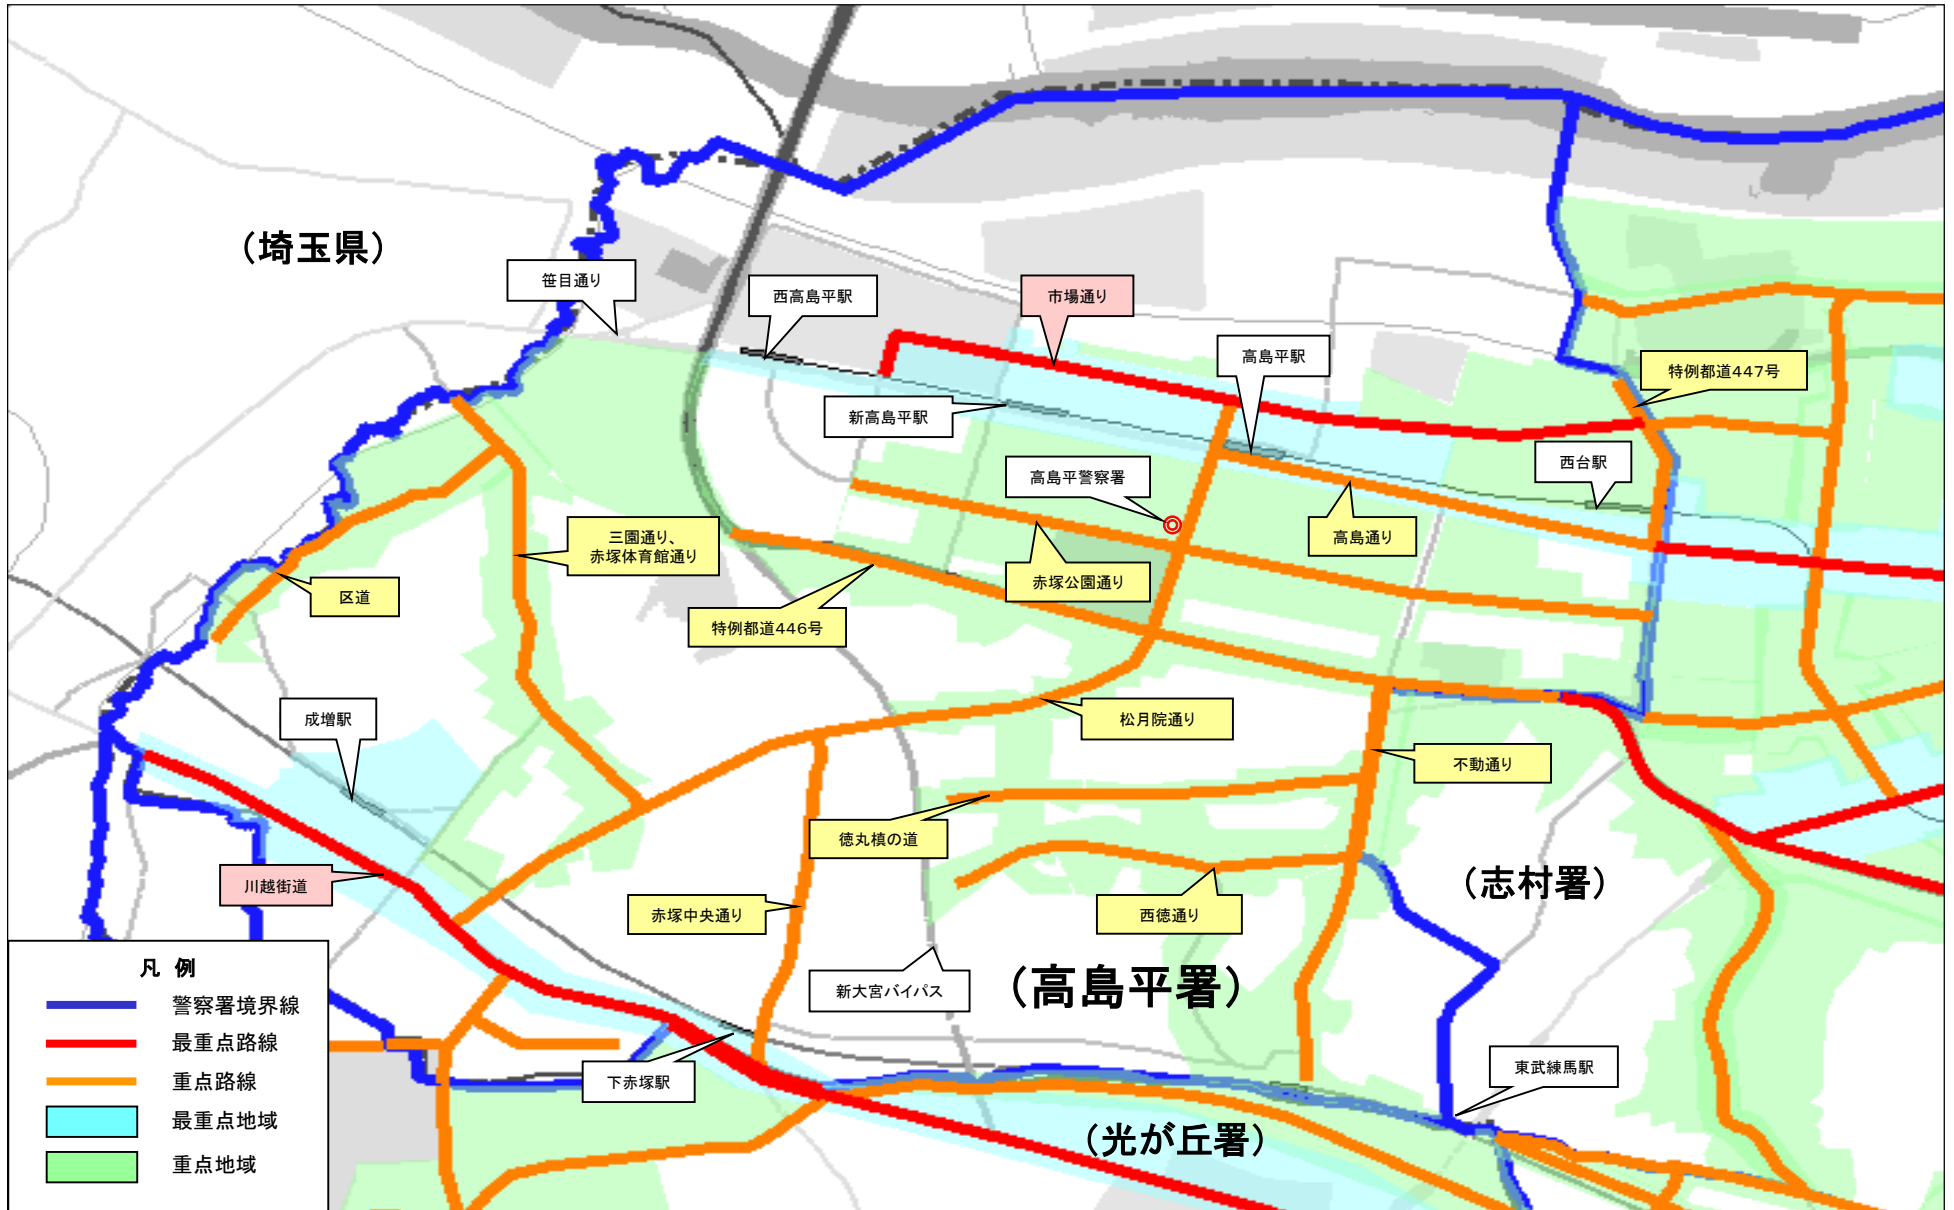 （埼玉県）
笹目通り
西高島平駅
市場通り
高島平駅
特例都道４４７号
新高島平駅
西台駅
高島平警察署
高島通り
三園通り、
赤塚体育館通り
赤塚公園通り
区道
特例都道４４６号
成増駅
松月院通り
不動通り
徳丸槙の道
川越街道
（志村署）
赤塚中央通り
西徳通り
新大宮バイパス
（高島平署）
下赤塚駅
東武練馬駅
（光が丘署）
凡 例
警察署境界線
最重点路線
重点路線
最重点地域
重点地域